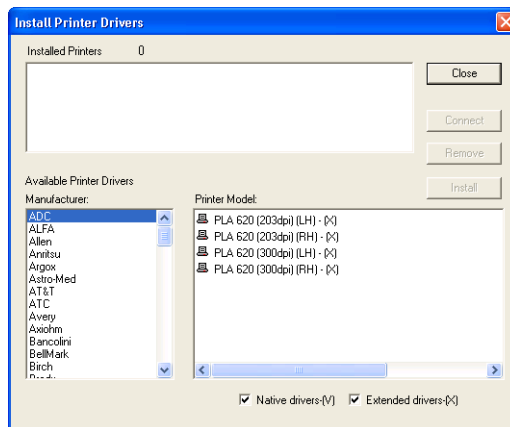 Install Printer Drivers
Installed Printers 0
Close
Connect
Remove
Install
Available Printer Drivers
Manufacturer:
ADC
ALFA
Allen
Anritsu
Argox
Astro-Med
AT&T
ATC
Avery
Axiohm
Bancolini
BellMark
Birch
Brady
Printer Model:
PLA 620 (203dpi) (LH) - (X)
PLA 620 (203dpi) (RH) - (X)
PLA 620 (300dpi) (LH) - (X)
PLA 620 (300dpi) (RH) - (X)
Native drivers-(V) Extended drivers-(X)